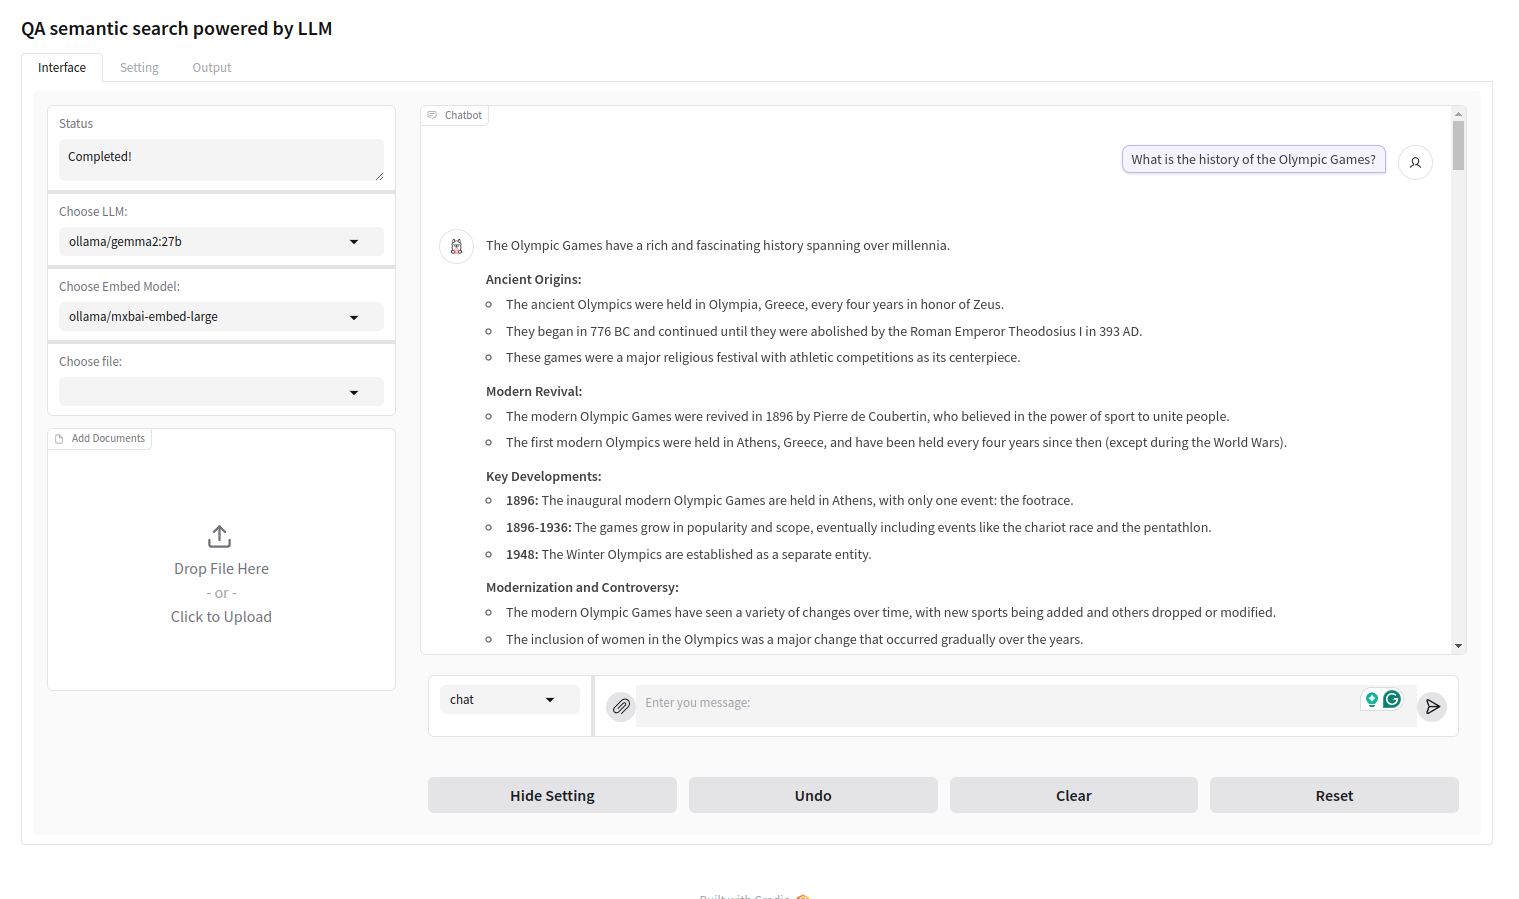 QA semantic search powered by LLM
Interface
Setting
Output
Status
Completed!
Choose LLM:
ollama/gemma2:27b
Choose Embed Model:
ollama/mxbai-embed-large
Choose file:
Add Documents
Drop File Here
- or -
Click to Upload
Chatbot
What is the history of the Olympic Games?
The Olympic Games have a rich and fascinating history spanning over millennia.
Ancient Origins:
The ancient Olympics were held in Olympia, Greece, every four years in honor of Zeus.
They began in 776 BC and continued until they were abolished by the Roman Emperor Theodosius I in 393 AD.
These games were a major religious festival with athletic competitions as its centerpiece.
Modern Revival:
The modern Olympic Games were revived in 1896 by Pierre de Coubertin, who believed in the power of sport to unite people.
The first modern Olympics were held in Athens, Greece, and have been held every four years since then (except during the World Wars).
Key Developments:
1896: The inaugural modern Olympic Games are held in Athens, with only one event: the footrace.
1896-1936: The games grow in popularity and scope, eventually including events like the chariot race and the pentathlon.
1948: The Winter Olympics are established as a separate entity.
Modernization and Controversy:
The modern Olympic Games have seen a variety of changes over time, with new sports being added and others dropped or modified.
The inclusion of women in the Olympics was a major change that occurred gradually over the years.
chat
Enter you message:
Hide Setting
Undo
Clear
Reset
Built with Gradio